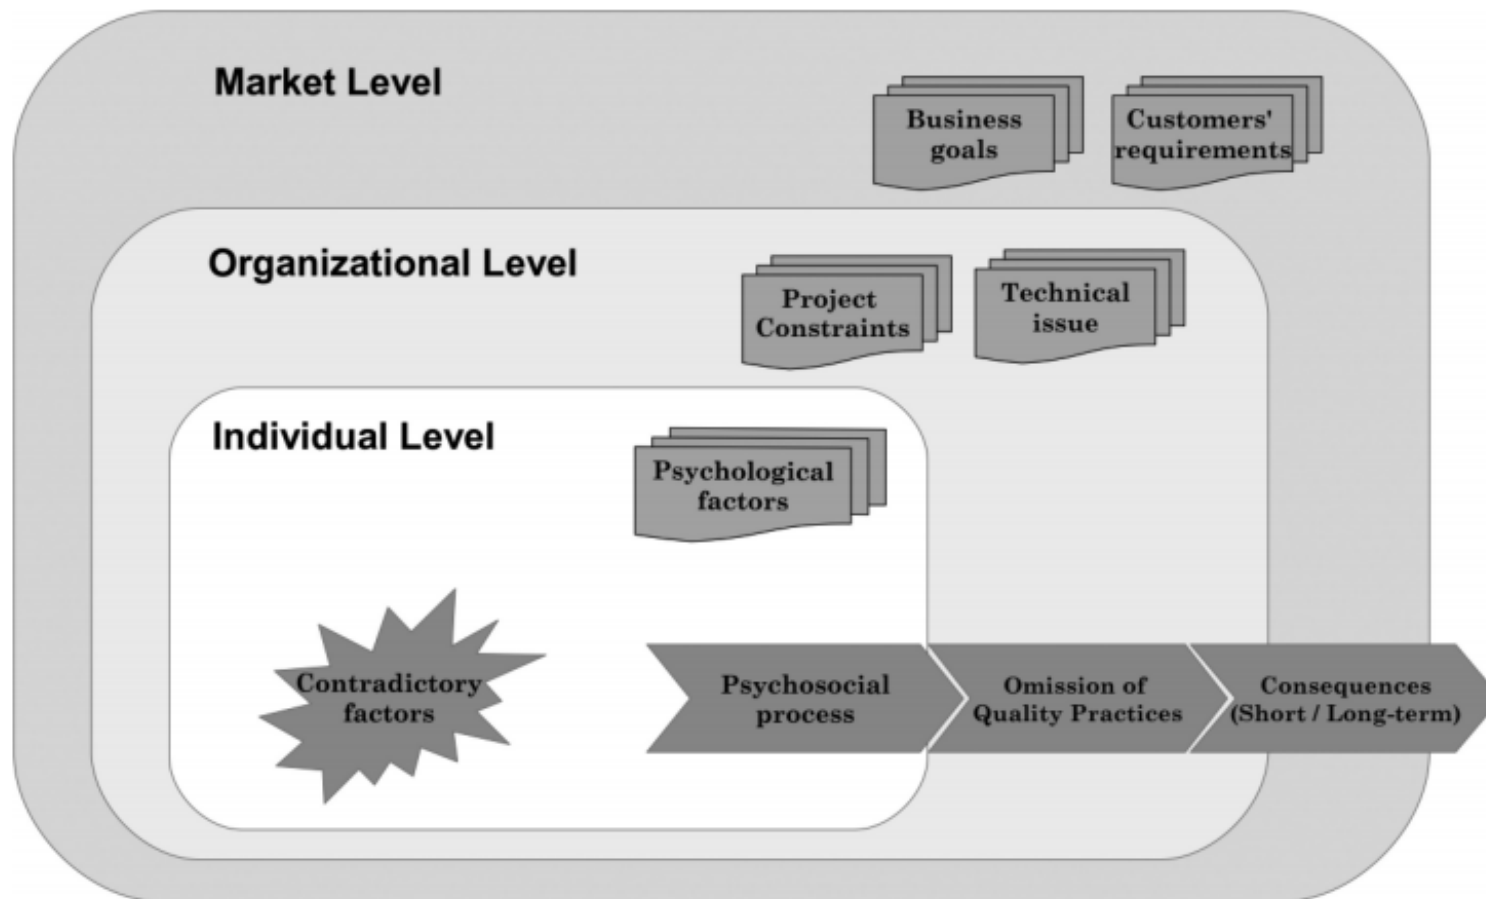 Market Level
Business
goals
Customers'
requirements
Organizational Level
Project
Constraints
Technical
issue
Individual Level
Psychological
factors
Contradictory
factors
Psychosocial
process
Omission of
Quality Practices
Consequences
(Short / Long-term)